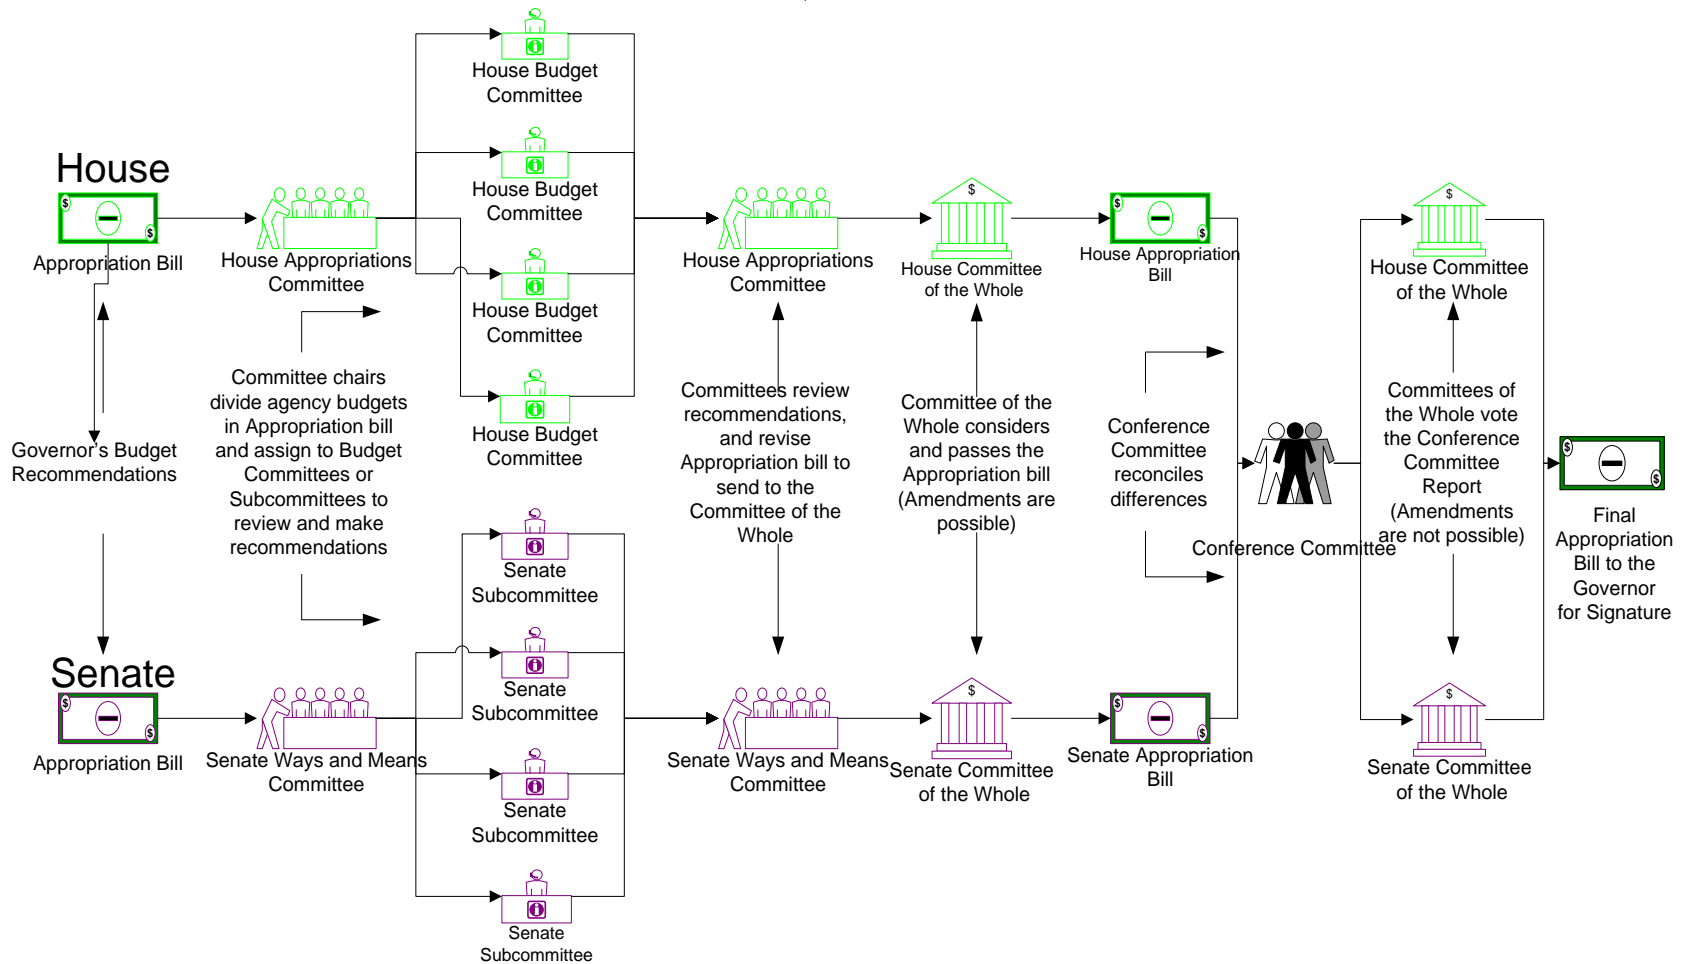 House
Appropriation Bill
Governor's Budget
Recommendations
Senate
Appropriation Bill
House Appropriations
Committee
Committee chairs
divide agency budgets
in Appropriation bill
and assign to Budget
Committees or
Subcommittees to
review and make
recommendations
Senate Ways and Means
Committee
House Budget
Committee
House Budget
Committee
House Budget
Committee
House Budget
Committee
Senate
Subcommittee
Senate
Subcommittee
Senate
Subcommittee
Senate
Subcommittee
House Appropriations
Committee
Committees review
recommendations,
and revise
Appropriation bill to
send to the
Committee of the
Whole
Senate Ways and Means
Committee
House Committee
of the Whole
Committee of the
Whole considers
and passes the
Appropriation bill
(Amendments are
possible)
Senate Committee
of the Whole
House Appropriation
Bill
Conference
Committee
reconciles
differences
Senate Appropriation
Bill
Conference Committee
House Committee
of the Whole
Committees of
the Whole vote
the Conference
Committee
Report
(Amendments
are not possible)
Senate Committee
of the Whole
Final
Appropriation
Bill to the
Governor
for Signature